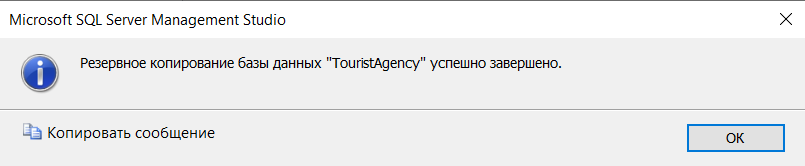 Microsoft SQL Server Management Studio
Резервное копирование базы данных "TouristAgency" успешно завершено.
Копировать сообщение
ОК